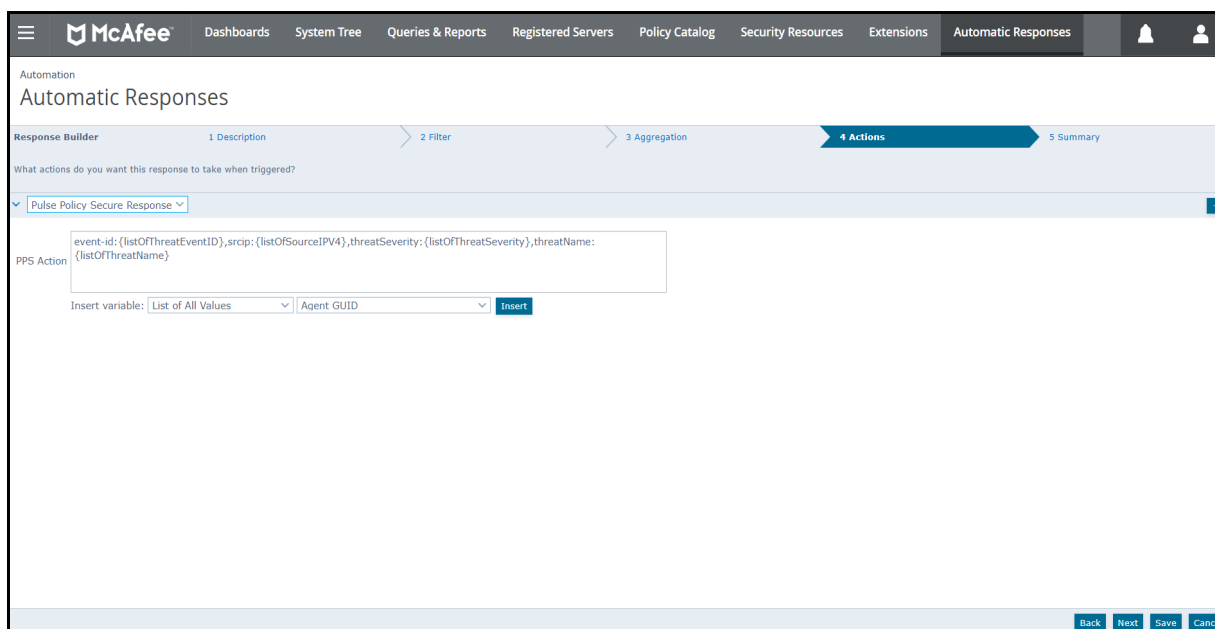 McAfee™ Dashboards System Tree Queries & Reports Registered Servers Policy Catalog Security Resources Extensions Automatic Responses
Automation
Automatic Responses
Response Builder 1 Description 2 Filter 3 Aggregation 4 Actions 5 Summary
What actions do you want this response to take when triggered?
Pulse Policy Secure Response
event-id:{listOfThreatEventID},srcip:{listOfSourceIPV4},threatSeverity:{listOfThreatSeverity},threatName:
PPS Action {listOfThreatName}
Insert variable: List of All Values Agent GUID Insert
Back Next Save Canc